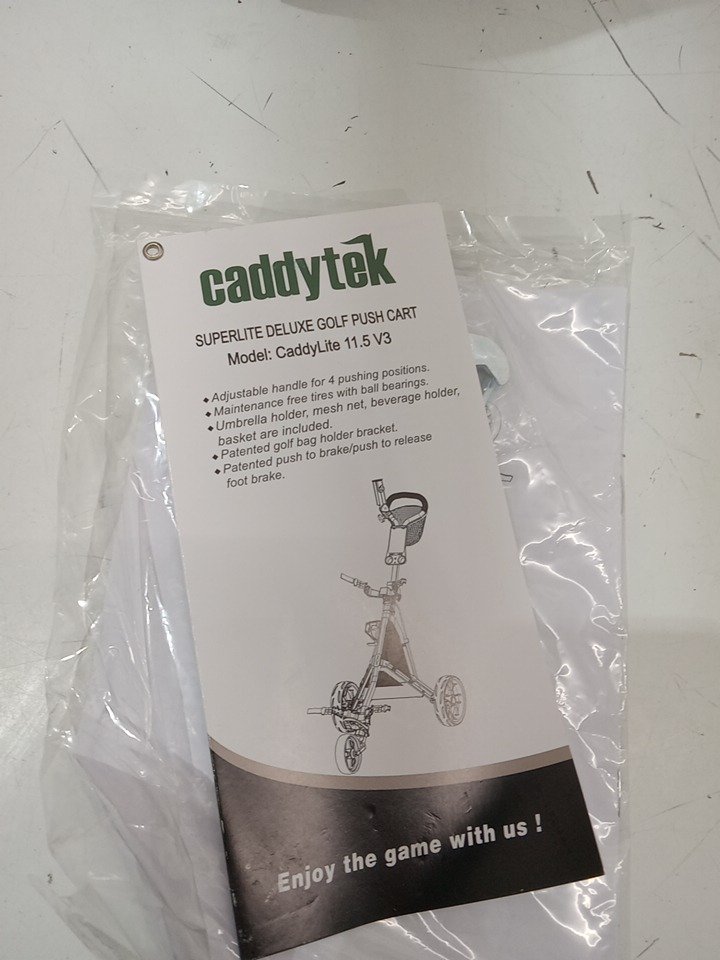 caddytek
SUPERLITE DELUXE GOLF PUSH CART
Model: CaddyLite 11.5 V3
◆ Adjustable handle for 4 pushing positions.
◆ Maintenance free tires with ball bearings.
◆ Umbrella holder, mesh net, beverage holder,
basket are included.
◆ Patented golf bag holder bracket.
◆ Patented push to brake/push to release
foot brake.
Enjoy the game with us !